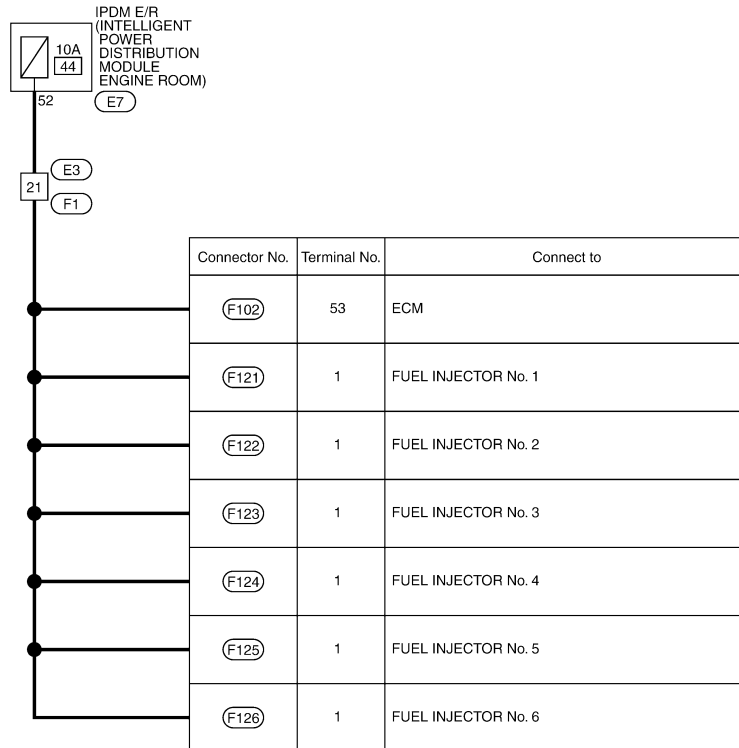 IPDM E/R
(INTELLIGENT
POWER
DISTRIBUTION
MODULE
ENGINE ROOM)
10A
44
52
E7
E3
21
F1
Connector No. Terminal No. Connect to
F102 53 ECM
F121 1 FUEL INJECTOR No. 1
F122 1 FUEL INJECTOR No. 2
F123 1 FUEL INJECTOR No. 3
F124 1 FUEL INJECTOR No. 4
F125 1 FUEL INJECTOR No. 5
F126 1 FUEL INJECTOR No. 6